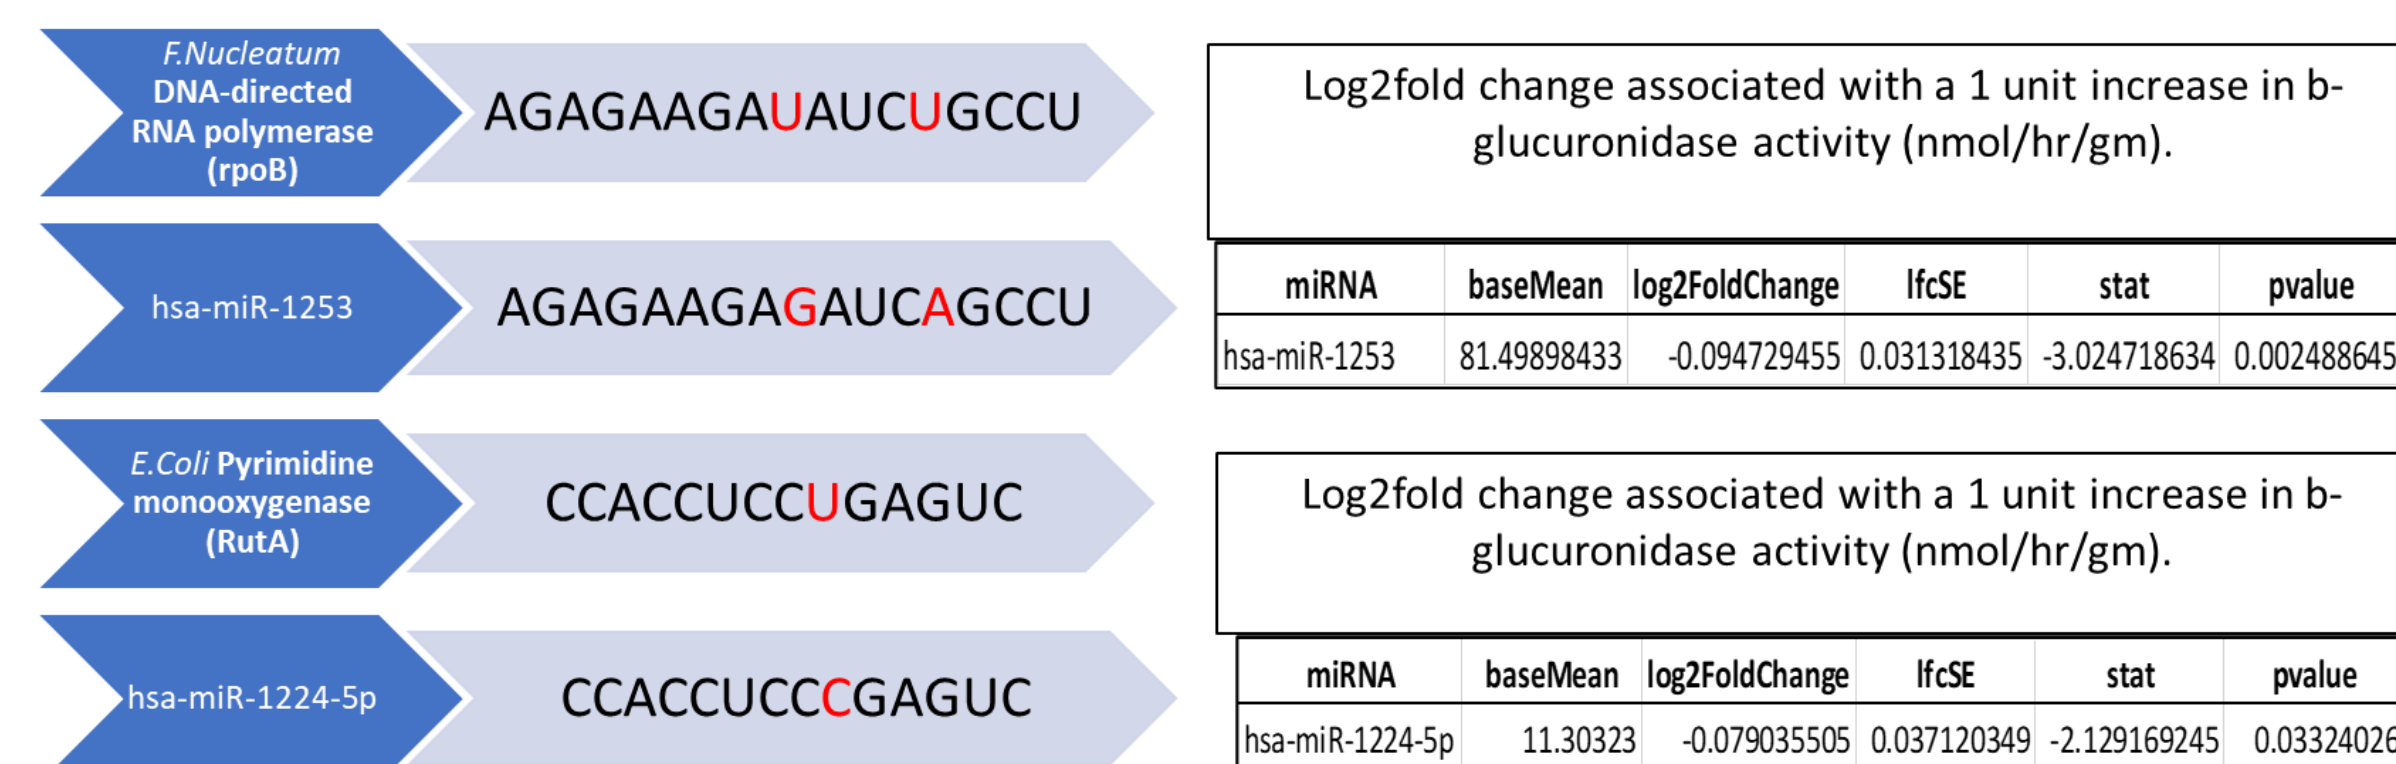 F.Nucleatum
DNA-directed
RNA polymerase
(rpoB)
AGAGAAGAUAUCUGCCU
hsa-miR-1253
AGAGAAGAGAUCAGCCU
E.Coli Pyrimidine
monooxygenase
(RutA)
CCACCUCCUGAGUC
hsa-miR-1224-5p
CCACCUCCCGAGUC
Log2fold change associated with a 1 unit increase in b-
glucuronidase activity (nmol/hr/gm).
miRNA baseMean log2FoldChange lfcSE stat pvalue
hsa-miR-1253 81.49898433 -0.094729455 0.031318435 -3.024718634 0.002488645
Log2fold change associated with a 1 unit increase in b-
glucuronidase activity (nmol/hr/gm).
miRNA baseMean log2FoldChange lfcSE stat pvalue
hsa-miR-1224-5p 11.30323 -0.079035505 0.037120349 -2.129169245 0.03324026